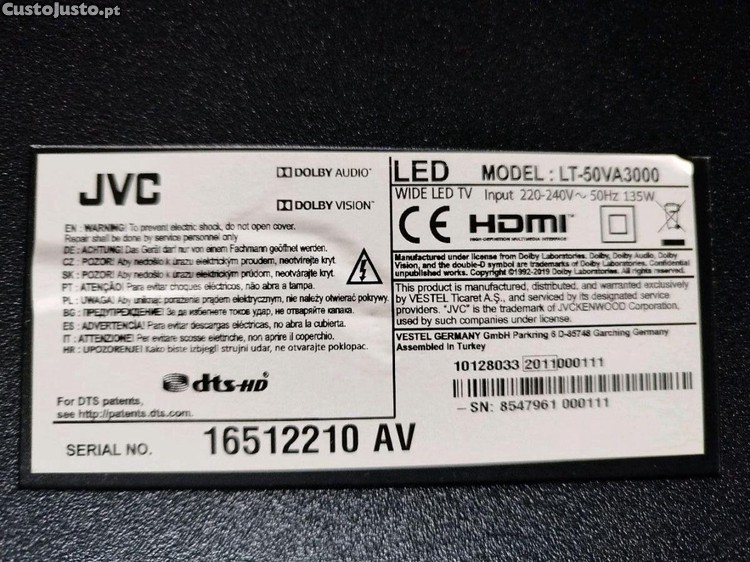 CustoJusto.pt
JVC
DOLBY AUDIO™
DOLBY VISION™
EN : WARNING! To prevent electric shock, do not open cover.
Repair shall be done by service personnel only
DE : ACHTUNG! Das Gerät darf nur von einem Fachmann geöffnet werden.
CZ : POZOR! Aby nedošlo k úrazu elektrickým proudem, neotvírejte kryt.
SK : POZOR! Aby nedošlo k úrazu elektrickým prúdom, neotvárajte kryt.
PT : ATENÇÃO! Para evitar choques eléctricos, não abra a tampa.
PL : UWAGA! Aby uniknąć porażenia prądem elektrycznym, nie należy otwierać pokrywy.
BG : ПРЕДУПРЕЖДЕНИЕ! За да избегнете токов удар, не отваряйте капака.
ES : ADVERTENCIA! Para evitar descargas eléctricas, no abra la cubierta.
IT : ATTENZIONE! Per evitare scosse elettriche, non aprire il coperchio.
HR : UPOZORENJE! Kako biste izbjegli strujni udar, ne otvarajte poklopac.
dts-HD
For DTS patents,
see http://patents.dts.com.
SERIAL NO. 16512210 AV
LED MODEL : LT-50VA3000
WIDE LED TV Input 220-240V~ 50Hz 135W
CE HDMI™
HIGH-DEFINITION MULTIMEDIA INTERFACE
Manufactured under license from Dolby Laboratories. Dolby, Dolby Audio, Dolby
Vision, and the double-D symbol are trademarks of Dolby Laboratories. Confidential
unpublished works. Copyright ©1992-2019 Dolby Laboratories. All rights reserved.
This product is manufactured, distributed, and warranted exclusively
by VESTEL Ticaret A.Ş., and serviced by its designated service
providers. "JVC" is the trademark of JVCKENWOOD Corporation,
used by such companies under license.
VESTEL GERMANY GmbH Parkring 6 D-85748 Garching Germany
Assembled in Turkey
10128033 2011000111
- SN: 8547961 000111